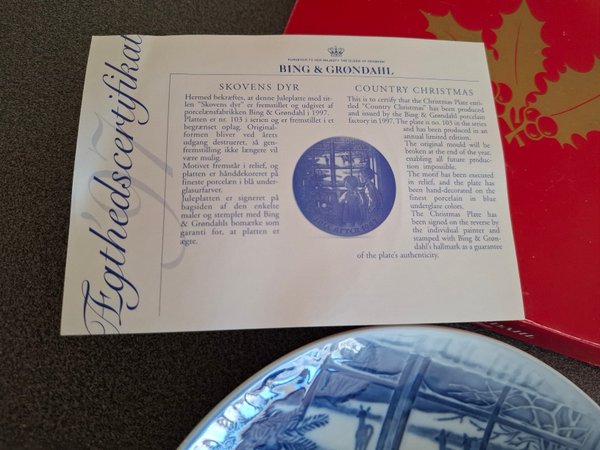 Ægthedscertifikat
'97
PURVEYOR TO HER MAJESTY THE QUEEN OF DENMARK
BING & GRØNDAHL
SKOVENS DYR
Hermed bekræftes, at denne Juleplatte med tit-
len "Skovens dyr" er fremstillet og udgivet af
porcelænsfabrikken Bing & Grøndahl i 1997.
Platten er nr. 103 i serien og er fremstillet i et
begrænset oplag. Original-
formen bliver ved årets
udgang destrueret, så gen-
fremstilling ikke længere vil
være mulig.
Motivet fremstår i relief, og
platten er hånddekoreret på
fineste porcelæn i blå under-
glasurfarver.
Juleplatten er signeret på
bagsiden af den enkelte
maler og stemplet med Bing
& Grøndahls bomærke som
garanti for, at platten er
ægte.
COUNTRY CHRISTMAS
This is to certify that the Christmas Plate enti-
tled "Country Christmas" has been produced
and issued by the Bing & Grøndahl porcelain
factory in 1997. The plate is no. 103 in the series
and has been produced in an
annual limited edition.
The original mould will be
broken at the end of the year,
enabling all future produc-
tion impossible.
The motif has been executed
in relief, and the plate has
been hand-decorated on the
finest porcelain in blue
underglaze colors.
The Christmas Plate has
been signed on the reverse by
the individual painter and
stamped with Bing & Grøn-
dahl's hallmark as a guarantee
of the plate's authenticity.